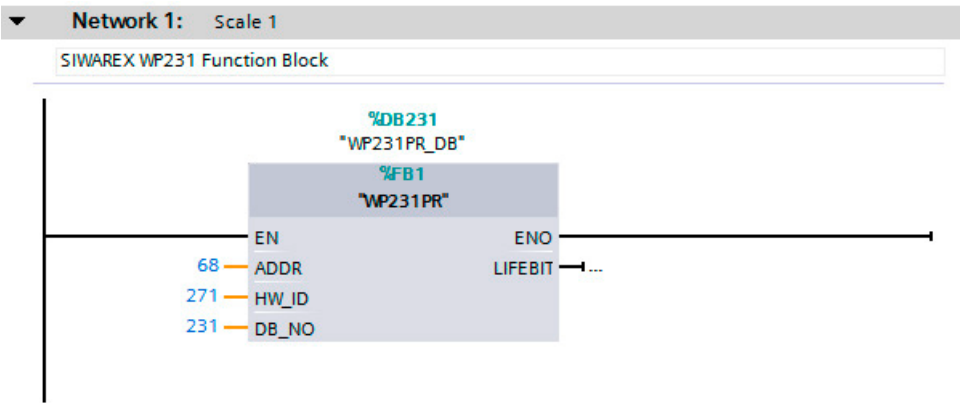 Network 1: Scale 1
SIWAREX WP231 Function Block
%DB231
"WP231PR_DB"
%FB1
"WP231PR"
EN ENO
68 ADDR LIFEBIT ...
271 HW_ID
231 DB_NO